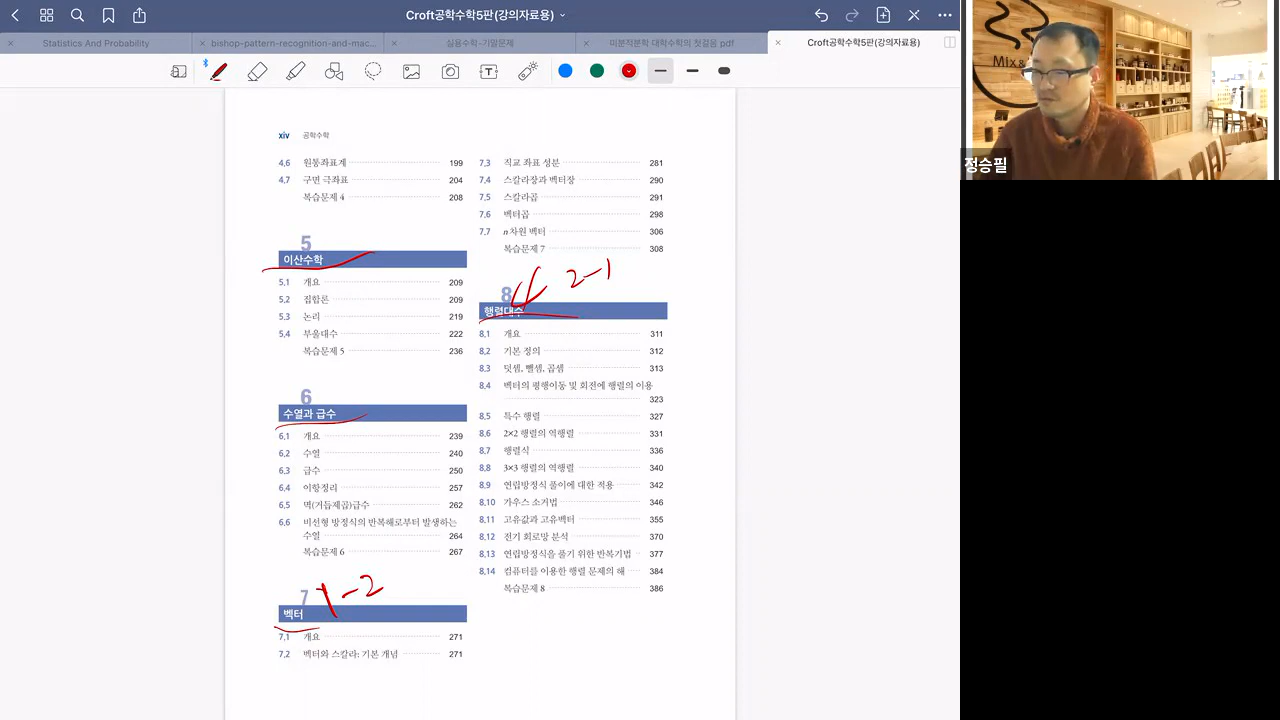 Croft공학수학5판(강의자료용)
Statistics And Probability
bishop-pattern-recognition-and-mac...
실용수학-기말문제
미분적분학 대학수학의 첫걸음 pdf
Croft공학수학5판(강의자료용)
Mix&
정승필
xiv 공학수학
4.6 원통좌표계 199
4.7 구면 극좌표 204
복습문제 4 208
5
이산수학
5.1 개요 209
5.2 집합론 209
5.3 논리 219
5.4 부울대수 222
복습문제 5 236
6
수열과 급수
6.1 개요 239
6.2 수열 240
6.3 급수 250
6.4 이항정리 257
6.5 멱(거듭제곱)급수 262
6.6 비선형 방정식의 반복해로부터 발생하는
수열 264
복습문제 6 267
7 1-2
벡터
7.1 개요 271
7.2 벡터와 스칼라: 기본 개념 271
7.3 직교 좌표 성분 281
7.4 스칼라장과 벡터장 290
7.5 스칼라곱 291
7.6 벡터곱 298
7.7 n차원 벡터 306
복습문제 7 308
8 2-1
행렬대수
8.1 개요 311
8.2 기본 정의 312
8.3 덧셈, 뺄셈, 곱셈 313
8.4 벡터의 평행이동 및 회전에 행렬의 이용
323
8.5 특수 행렬 327
8.6 2×2 행렬의 역행렬 331
8.7 행렬식 336
8.8 3×3 행렬의 역행렬 340
8.9 연립방정식 풀이에 대한 적용 342
8.10 가우스 소거법 346
8.11 고유값과 고유벡터 355
8.12 전기 회로망 분석 370
8.13 연립방정식을 풀기 위한 반복기법 377
8.14 컴퓨터를 이용한 행렬 문제의 해 384
복습문제 8 386